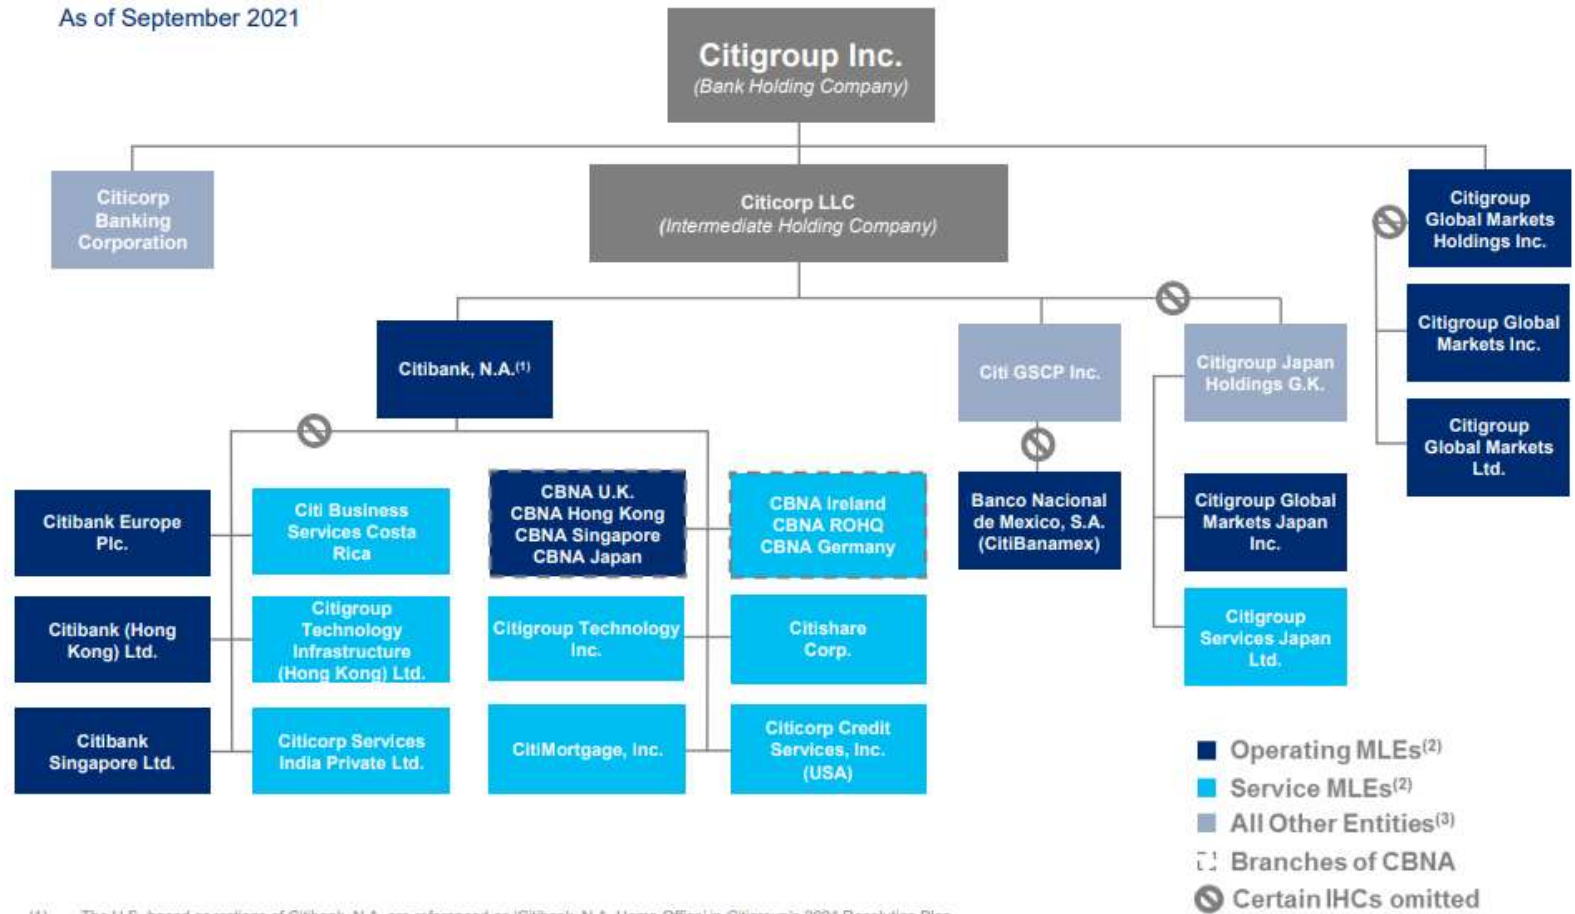 As of September 2021
Citigroup Inc.
(Bank Holding Company)
Citicorp
Banking
Corporation
Citicorp LLC
(Intermediate Holding Company)
Citigroup
Global Markets
Holdings Inc.
Citigroup Global
Markets Inc.
Citigroup
Global Markets
Ltd.
Citibank, N.A.(1)
Citi GSCP Inc.
Citigroup Japan
Holdings G.K.
Citibank Europe
Plc.
Citi Business
Services Costa
Rica
CBNA U.K.
CBNA Hong Kong
CBNA Singapore
CBNA Japan
CBNA Ireland
CBNA ROHQ
CBNA Germany
Banco Nacional
de Mexico, S.A.
(CitiBanamex)
Citigroup Global
Markets Japan
Inc.
Citibank (Hong
Kong) Ltd.
Citigroup
Technology
Infrastructure
(Hong Kong) Ltd.
Citigroup Technology
Inc.
Citishare
Corp.
Citigroup
Services Japan
Ltd.
Citibank
Singapore Ltd.
Citicorp Services
India Private Ltd.
CitiMortgage, Inc.
Citicorp Credit
Services, Inc.
(USA)
Operating MLEs(2)
Service MLEs(2)
All Other Entities(3)
Branches of CBNA
Certain IHCs omitted